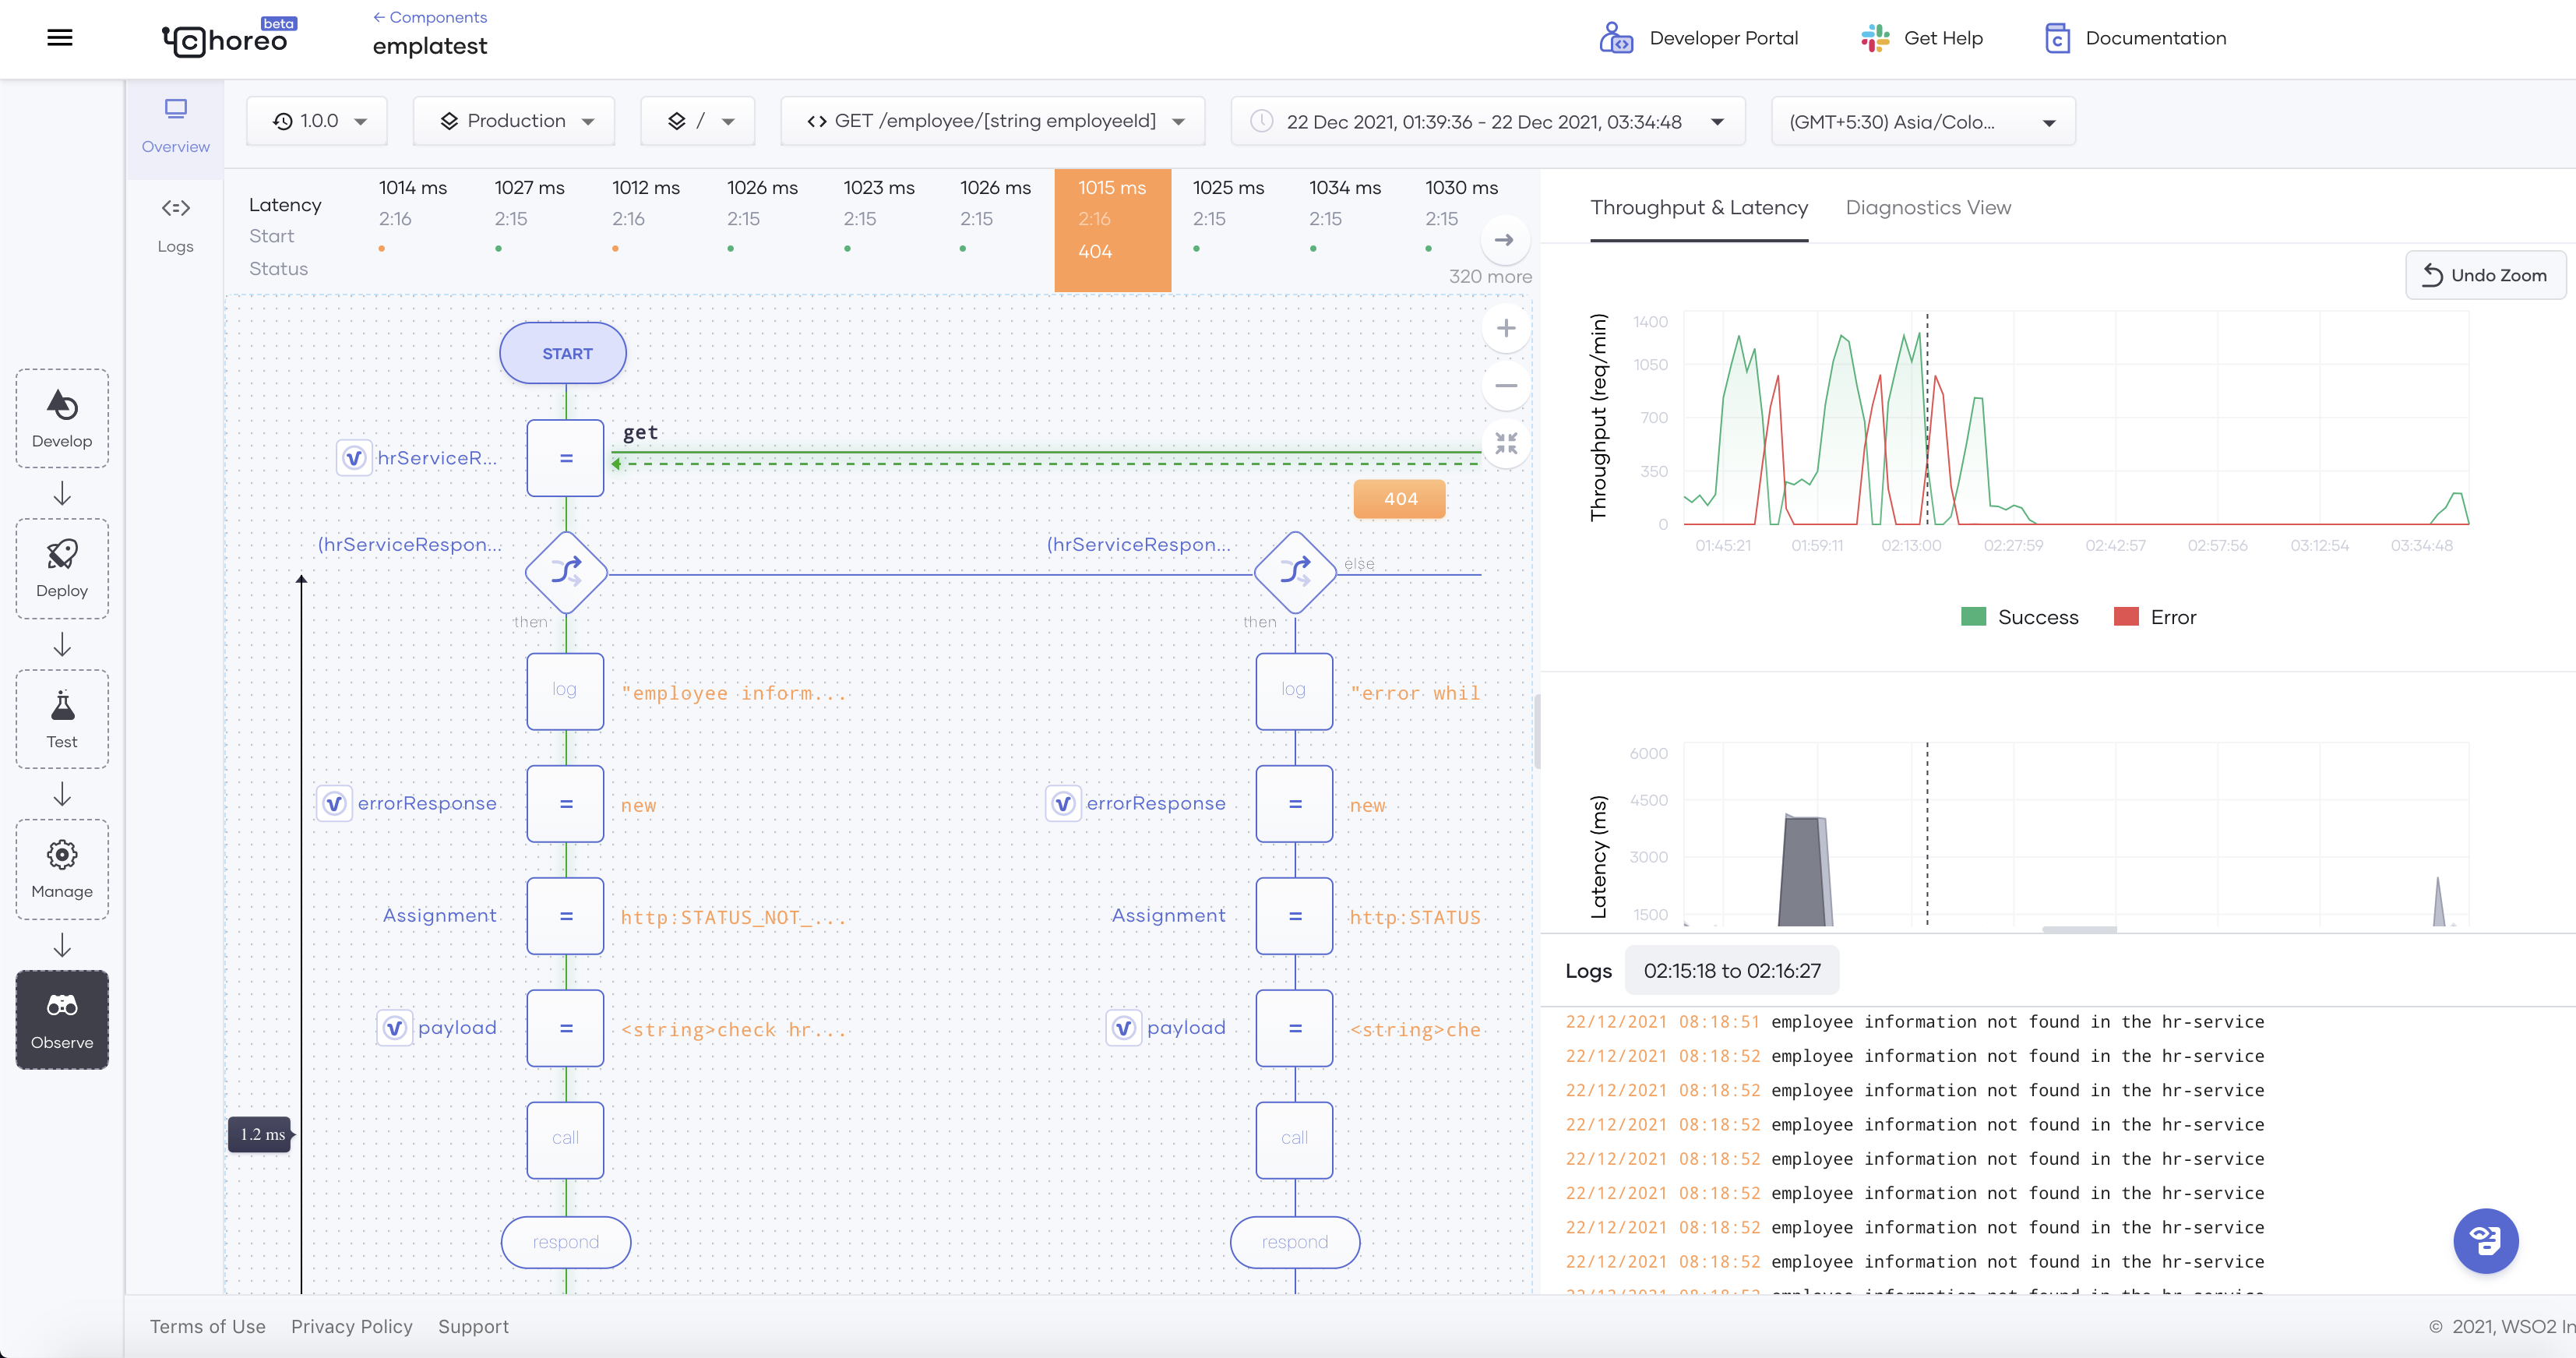 beta
choreo
← Components
emplatest
Developer Portal
Get Help
Documentation
Overview
Logs
Develop
Deploy
Test
Manage
Observe
1.0.0
Production
/
GET /employee/[string employeeId]
22 Dec 2021, 01:39:36 - 22 Dec 2021, 03:34:48
(GMT+5:30) Asia/Colo...
Latency 1014 ms 1027 ms 1012 ms 1026 ms 1023 ms 1026 ms 1015 ms 1025 ms 1034 ms 1030 ms
Start 2:16 2:15 2:16 2:15 2:15 2:15 2:16 2:15 2:15 2:15
Status 404
320 more
START
get
hrServiceR... =
404
(hrServiceRespon... (hrServiceRespon... else
then then
log "employee inform... log "error whil
errorResponse = new errorResponse = new
Assignment = http:STATUS_NOT_... Assignment = http:STATUS
payload = <string>check hr... payload = <string>che
call call
1.2 ms
respond respond
Throughput & Latency Diagnostics View
Undo Zoom
Throughput (req/min)
1400
1050
700
350
0
01:45:21 01:59:11 02:13:00 02:27:59 02:42:57 02:57:56 03:12:54 03:34:48
Success Error
Latency (ms)
6000
4500
3000
1500
Logs 02:15:18 to 02:16:27
22/12/2021 08:18:51 employee information not found in the hr-service
22/12/2021 08:18:52 employee information not found in the hr-service
22/12/2021 08:18:52 employee information not found in the hr-service
22/12/2021 08:18:52 employee information not found in the hr-service
22/12/2021 08:18:52 employee information not found in the hr-service
22/12/2021 08:18:52 employee information not found in the hr-service
22/12/2021 08:18:52 employee information not found in the hr-service
22/12/2021 08:18:52 employee information not found in the hr-service
Terms of Use Privacy Policy Support
© 2021, WSO2 In